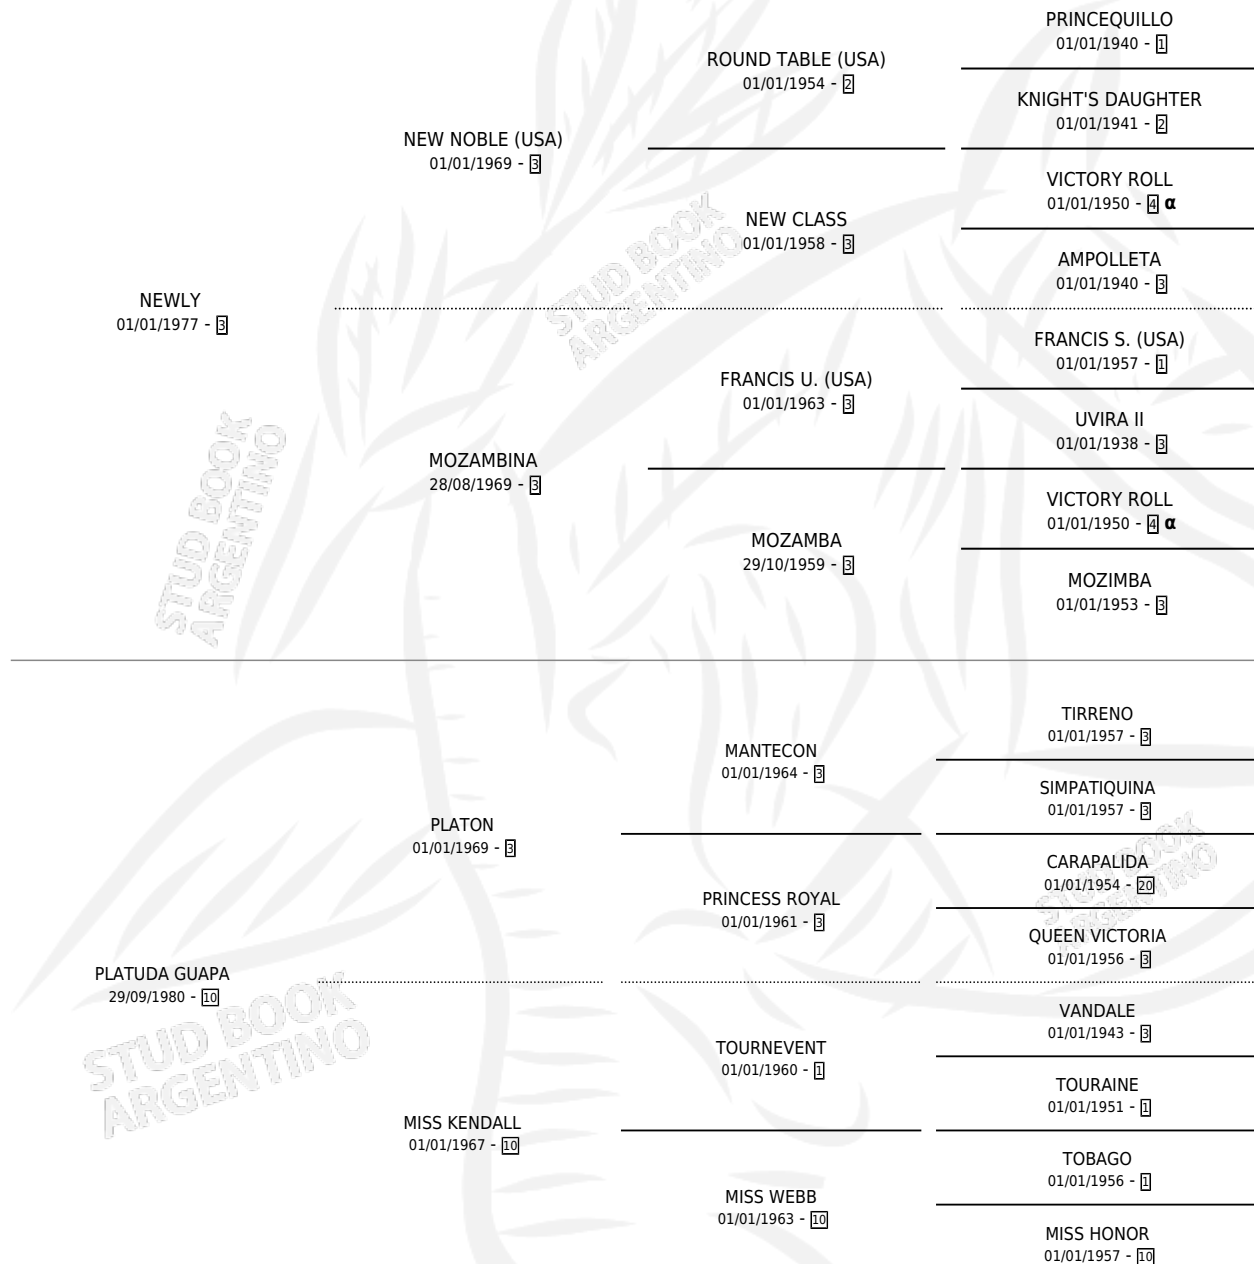 PRINCEQUILLO
01/01/1940 - 1
ROUND TABLE (USA)
01/01/1954 - 2
KNIGHT'S DAUGHTER
01/01/1941 - 2
NEW NOBLE (USA)
01/01/1969 - 3
VICTORY ROLL
01/01/1950 - 4 α
NEW CLASS
01/01/1958 - 3
AMPOLLETA
01/01/1940 - 3
NEWLY
01/01/1977 - 3
FRANCIS S. (USA)
01/01/1957 - 1
FRANCIS U. (USA)
01/01/1963 - 3
UVIRA II
01/01/1938 - 3
MOZAMBINA
28/08/1969 - 3
VICTORY ROLL
01/01/1950 - 4 α
MOZAMBA
29/10/1959 - 3
MOZIMBA
01/01/1953 - 3
TIRRENO
01/01/1957 - 3
MANTECON
01/01/1964 - 3
SIMPATIQUINA
01/01/1957 - 3
PLATON
01/01/1969 - 3
CARAPALIDA
01/01/1954 - 20
PRINCESS ROYAL
01/01/1961 - 3
QUEEN VICTORIA
01/01/1956 - 3
PLATUDA GUAPA
29/09/1980 - 10
VANDALE
01/01/1943 - 3
TOURNEVENT
01/01/1960 - 1
TOURAINE
01/01/1951 - 1
MISS KENDALL
01/01/1967 - 10
TOBAGO
01/01/1956 - 1
MISS WEBB
01/01/1963 - 10
MISS HONOR
01/01/1957 - 10
STUD BOOK
ARGENTINO
STUD BOOK
ARGENTINO
STUD BOOK
ARGENTINO
STUD BOOK
ARGENTINO